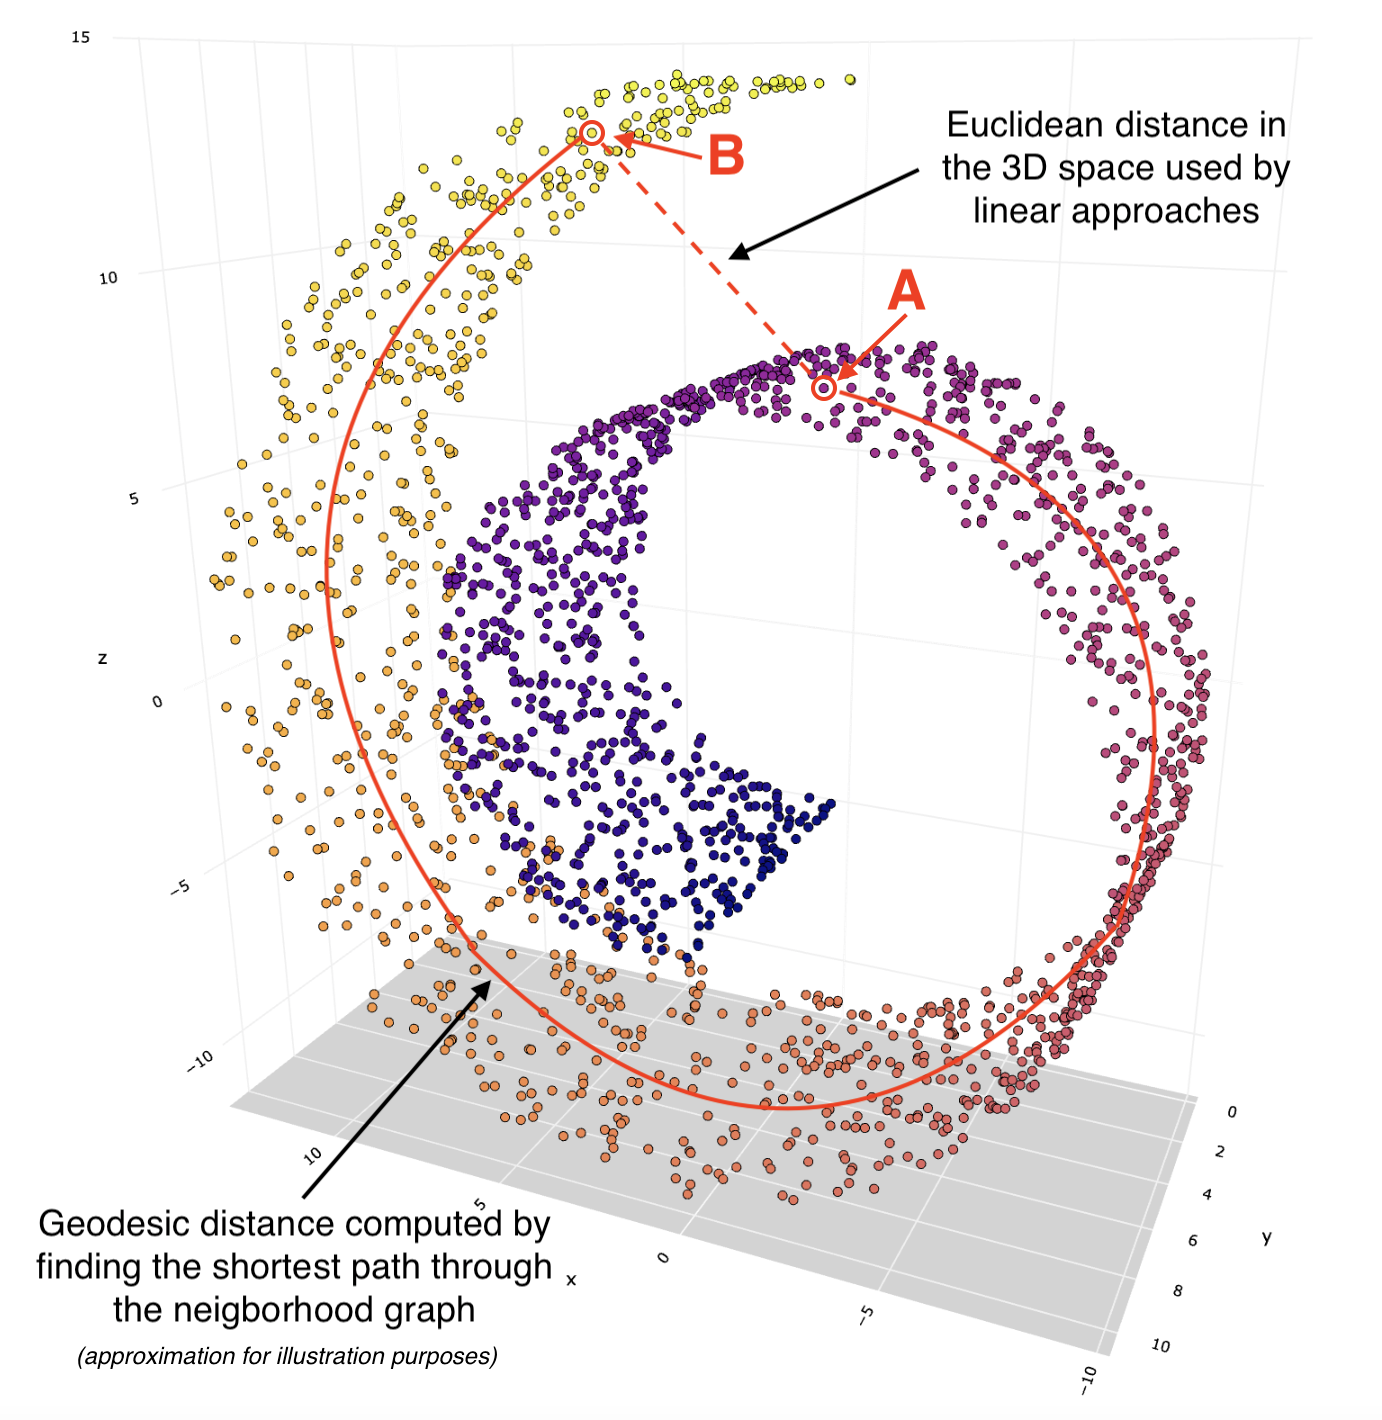 15
B
Euclidean distance in
the 3D space used by
linear approaches
10
A
5
z
0
−5
−10
0
2
4
6
8
10
y
10
5
0
−5
−10
x
Geodesic distance computed by
finding the shortest path through
the neigborhood graph
(approximation for illustration purposes)